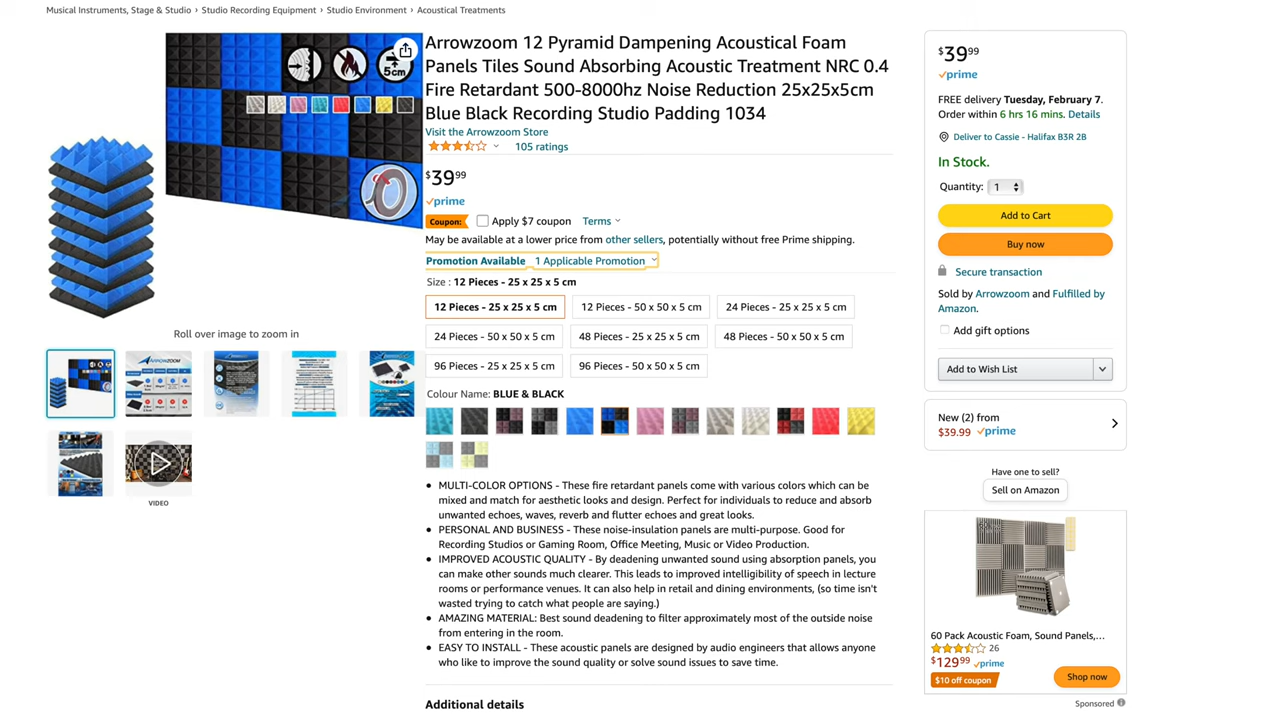 Musical Instruments, Stage & Studio › Studio Recording Equipment › Studio Environment › Acoustical Treatments
5cm
Roll over image to zoom in
ARROWZOOM
VIDEO
Arrowzoom 12 Pyramid Dampening Acoustical Foam
Panels Tiles Sound Absorbing Acoustic Treatment NRC 0.4
Fire Retardant 500-8000hz Noise Reduction 25x25x5cm
Blue Black Recording Studio Padding 1034
Visit the Arrowzoom Store
105 ratings
$39⁹⁹
prime
Coupon: Apply $7 coupon Terms
May be available at a lower price from other sellers, potentially without free Prime shipping.
Promotion Available 1 Applicable Promotion
Size : 12 Pieces - 25 x 25 x 5 cm
12 Pieces - 25 x 25 x 5 cm 12 Pieces - 50 x 50 x 5 cm 24 Pieces - 25 x 25 x 5 cm
24 Pieces - 50 x 50 x 5 cm 48 Pieces - 25 x 25 x 5 cm 48 Pieces - 50 x 50 x 5 cm
96 Pieces - 25 x 25 x 5 cm 96 Pieces - 50 x 50 x 5 cm
Colour Name: BLUE & BLACK
• MULTI-COLOR OPTIONS - These fire retardant panels come with various colors which can be
mixed and match for aesthetic looks and design. Perfect for individuals to reduce and absorb
unwanted echoes, waves, reverb and flutter echoes and great looks.
• PERSONAL AND BUSINESS - These noise-insulation panels are multi-purpose. Good for
Recording Studios or Gaming Room, Office Meeting, Music or Video Production.
• IMPROVED ACOUSTIC QUALITY - By deadening unwanted sound using absorption panels, you
can make other sounds much clearer. This leads to improved intelligibility of speech in lecture
rooms or performance venues. It can also help in retail and dining environments, (so time isn't
wasted trying to catch what people are saying.)
• AMAZING MATERIAL: Best sound deadening to filter approximately most of the outside noise
from entering in the room.
• EASY TO INSTALL - These acoustic panels are designed by audio engineers that allows anyone
who like to improve the sound quality or solve sound issues to save time.
Additional details
$39⁹⁹
prime
FREE delivery Tuesday, February 7.
Order within 6 hrs 16 mins. Details
Deliver to Cassie - Halifax B3R 2B
In Stock.
Quantity: 1
Add to Cart
Buy now
Secure transaction
Sold by Arrowzoom and Fulfilled by
Amazon.
Add gift options
Add to Wish List
New (2) from
$39.99 prime
Have one to sell?
Sell on Amazon
60 Pack Acoustic Foam, Sound Panels,...
26
$129⁹⁹ prime
$10 off coupon
Shop now
Sponsored